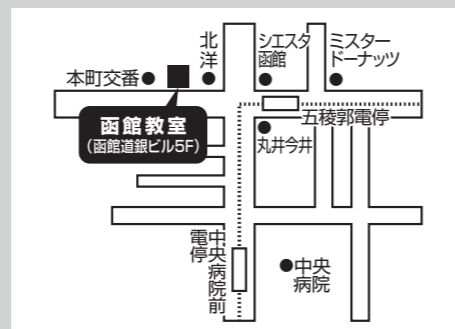 本町交番
北洋
シエスタ
函館
ミスター
ドーナッツ
函館教室
(函館道銀ビル5F)
五稜郭電停
丸井今井
中央病院前
電停
中央
病院